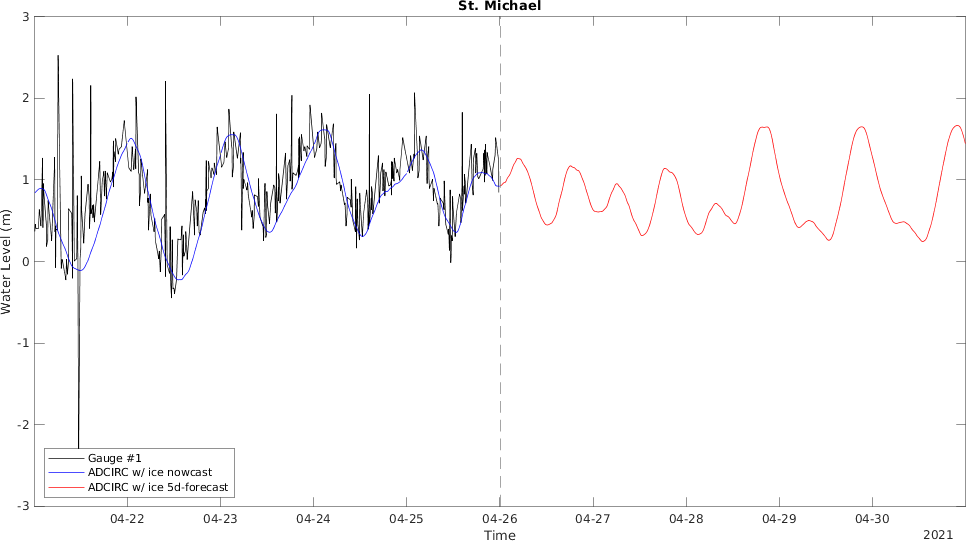 St. Michael
3
2
1
0
-1
-2
-3
Water Level (m)
Gauge #1
ADCIRC w/ ice nowcast
ADCIRC w/ ice 5d-forecast
04-22 04-23 04-24 04-25 04-26 04-27 04-28 04-29 04-30
Time
2021